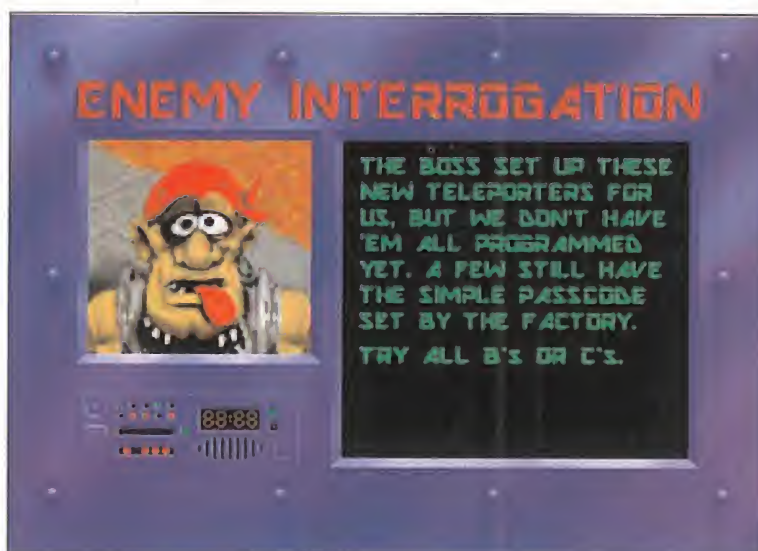 ENEMY INTERROGATION
THE BOSS SET UP THESE
NEW TELEPORTERS FOR
US, BUT WE DON'T HAVE
'EM ALL PROGRAMMED
YET. A FEW STILL HAVE
THE SIMPLE PASSCODE
SET BY THE FACTORY.
TRY ALL B'S OR C'S.
88:88